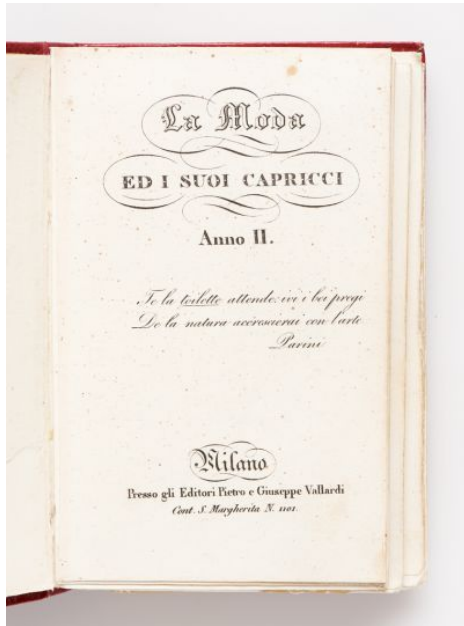 La Moda
ED I SUOI CAPRICCI
Anno II.
Te la toilette attende: ivi i bei pregi
De la natura accrescerai con l'arte
Parini
Milano
Presso gli Editori Pietro e Giuseppe Vallardi
Cont. S. Margherita N. 1101.